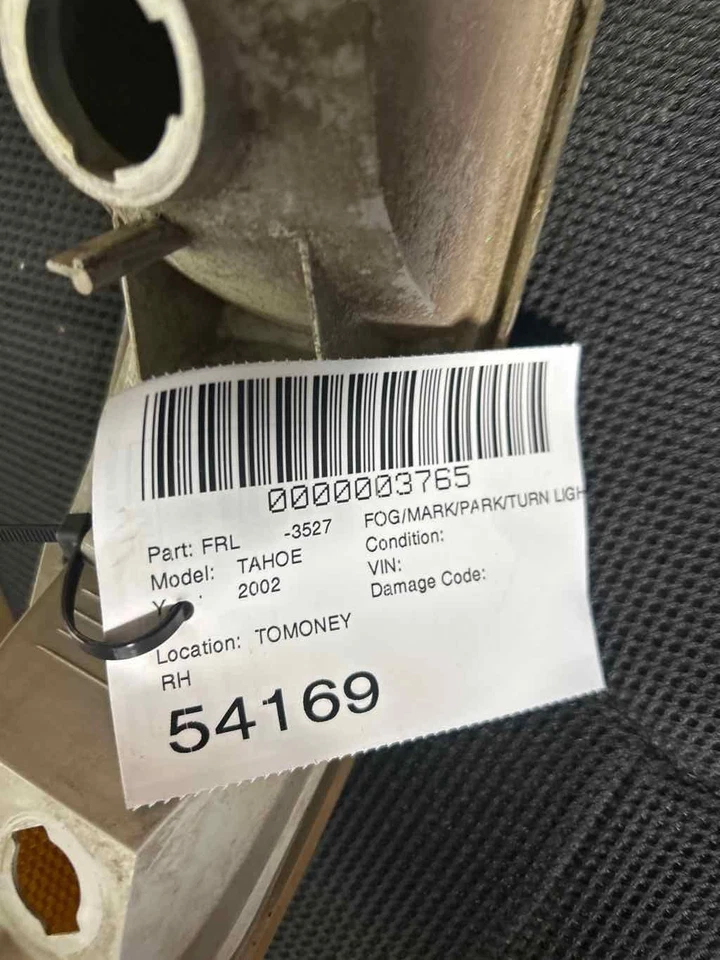 0000003765
Part: FRL -3527 FOG/MARK/PARK/TURN LIGH
Model: TAHOE Condition:
2002 VIN:
Damage Code:
Location: TOMONEY
RH
54169